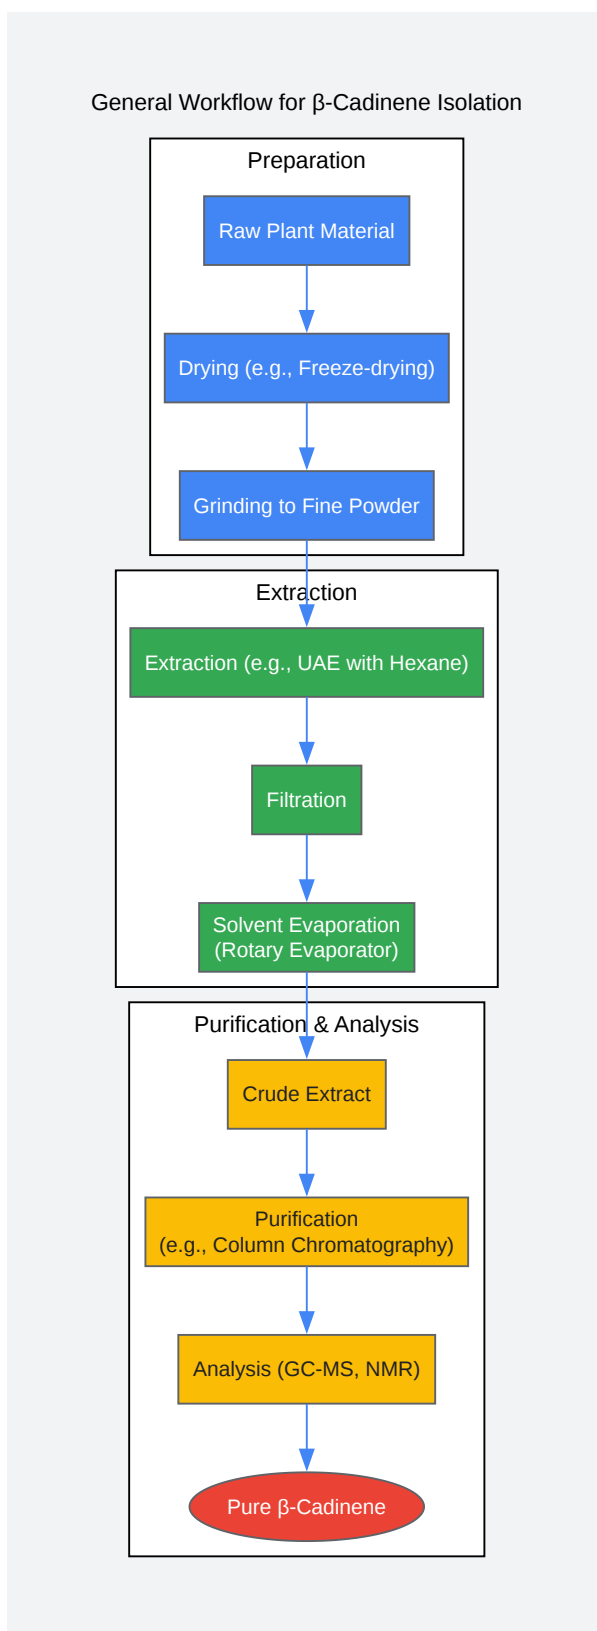 General Workflow for β-Cadinene Isolation
Preparation
Raw Plant Material
Drying (e.g., Freeze-drying)
Grinding to Fine Powder
Extraction
Extraction (e.g., UAE with Hexane)
Filtration
Solvent Evaporation
(Rotary Evaporator)
Purification & Analysis
Crude Extract
Purification
(e.g., Column Chromatography)
Analysis (GC-MS, NMR)
Pure β-Cadinene